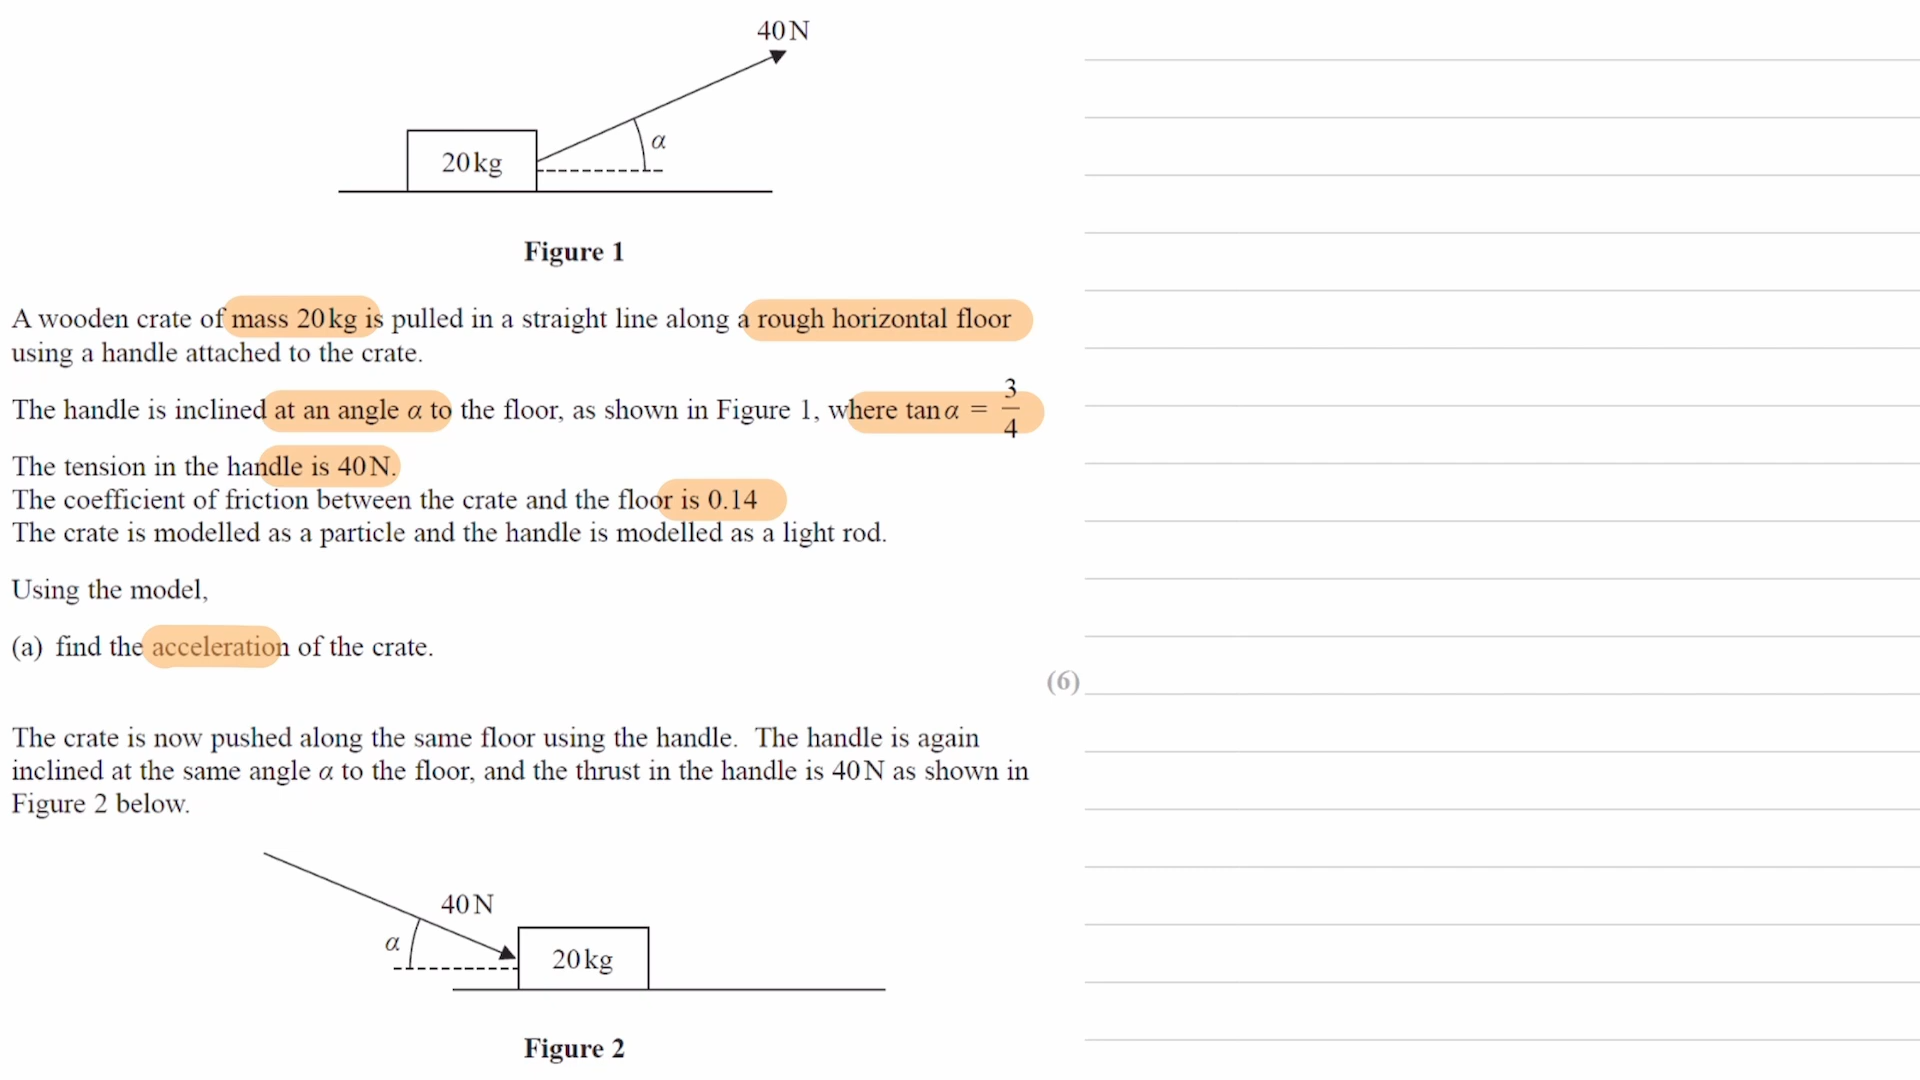 40 N
α
20 kg
Figure 1
A wooden crate of mass 20 kg is pulled in a straight line along a rough horizontal floor
using a handle attached to the crate.
The handle is inclined at an angle α to the floor, as shown in Figure 1, where tan α = 3/4
The tension in the handle is 40 N.
The coefficient of friction between the crate and the floor is 0.14
The crate is modelled as a particle and the handle is modelled as a light rod.
Using the model,
(a) find the acceleration of the crate.
(6)
The crate is now pushed along the same floor using the handle. The handle is again
inclined at the same angle α to the floor, and the thrust in the handle is 40 N as shown in
Figure 2 below.
40 N
α
20 kg
Figure 2